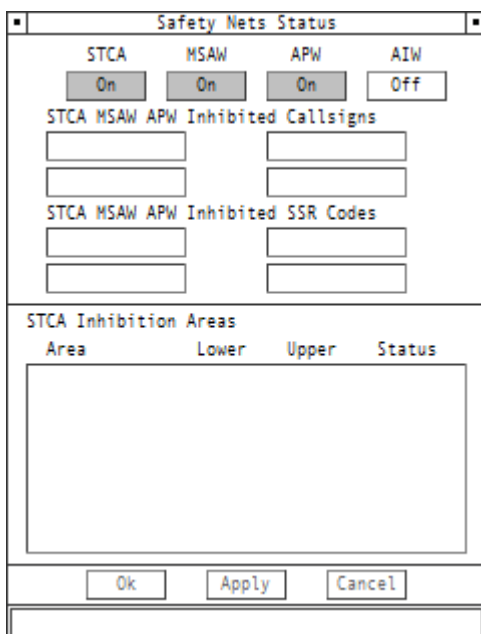 Safety Nets Status
STCA MSAW APW AIW
On On On Off
STCA MSAW APW Inhibited Callsigns
STCA MSAW APW Inhibited SSR Codes
STCA Inhibition Areas
Area Lower Upper Status
Ok Apply Cancel